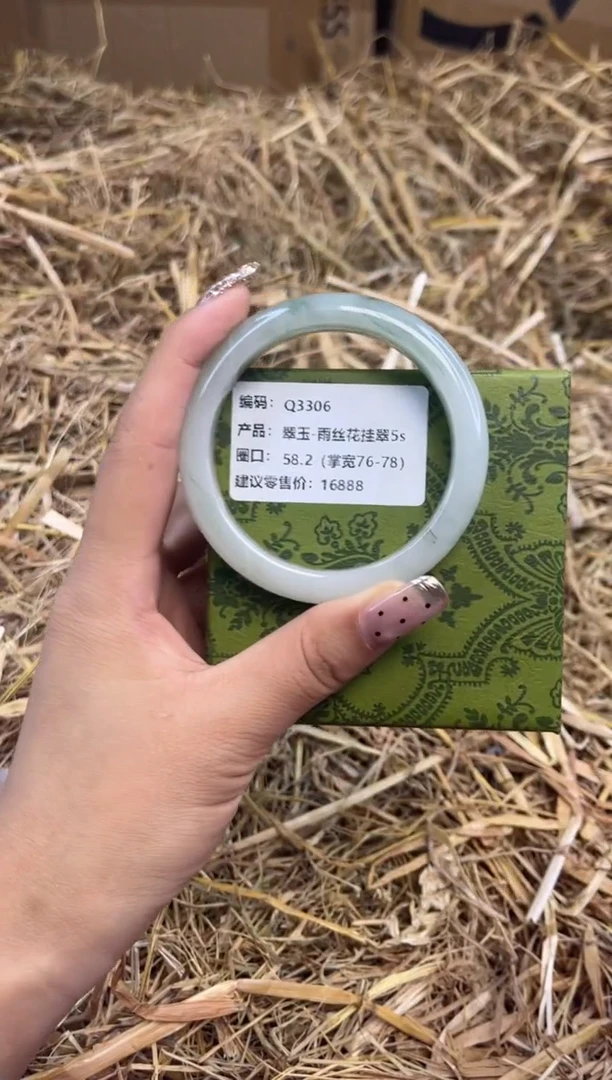 编码：Q3306
产品：翠玉-雨丝花挂翠5s
圈口：58.2（掌宽76-78）
建议零售价：16888